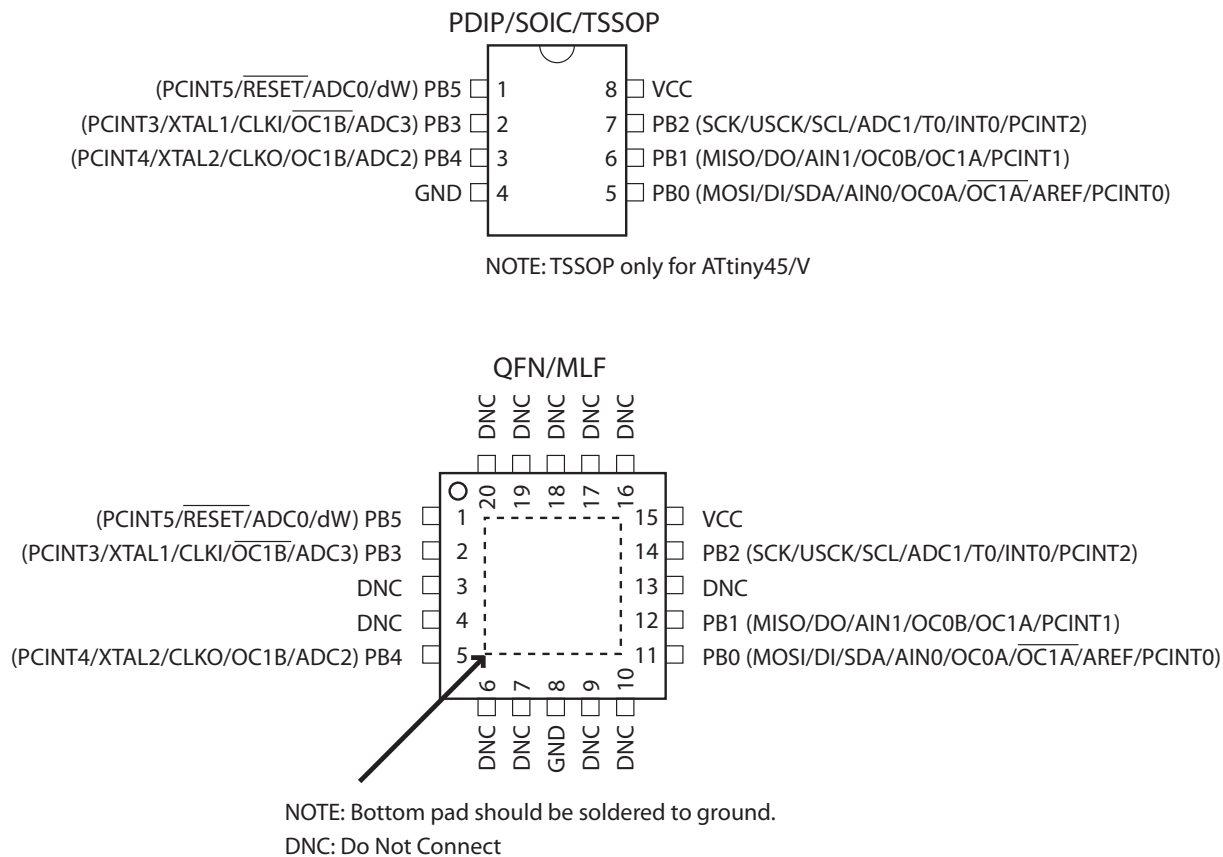 PDIP/SOIC/TSSOP
(PCINT5/RESET/ADC0/dW) PB5 1 8 VCC
(PCINT3/XTAL1/CLKI/OC1B/ADC3) PB3 2 7 PB2 (SCK/USCK/SCL/ADC1/T0/INT0/PCINT2)
(PCINT4/XTAL2/CLKO/OC1B/ADC2) PB4 3 6 PB1 (MISO/DO/AIN1/OC0B/OC1A/PCINT1)
GND 4 5 PB0 (MOSI/DI/SDA/AIN0/OC0A/OC1A/AREF/PCINT0)
NOTE: TSSOP only for ATtiny45/V
QFN/MLF
DNC DNC DNC DNC DNC
20 19 18 17 16
(PCINT5/RESET/ADC0/dW) PB5 1 15 VCC
(PCINT3/XTAL1/CLKI/OC1B/ADC3) PB3 2 14 PB2 (SCK/USCK/SCL/ADC1/T0/INT0/PCINT2)
DNC 3 13 DNC
DNC 4 12 PB1 (MISO/DO/AIN1/OC0B/OC1A/PCINT1)
(PCINT4/XTAL2/CLKO/OC1B/ADC2) PB4 5 11 PB0 (MOSI/DI/SDA/AIN0/OC0A/OC1A/AREF/PCINT0)
6 7 8 9 10
DNC DNC GND DNC DNC
NOTE: Bottom pad should be soldered to ground.
DNC: Do Not Connect